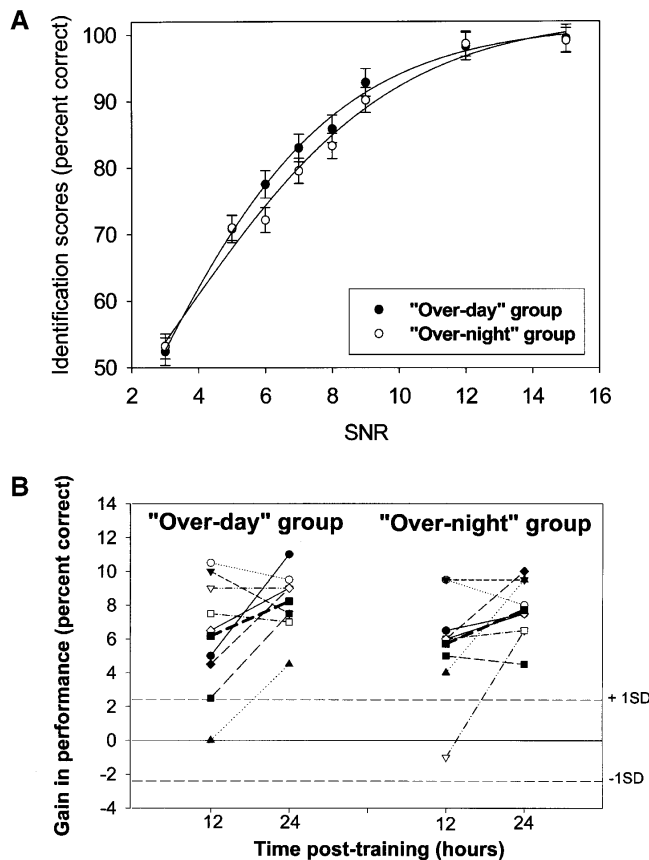 A
Identification scores (percent correct)
100
90
80
70
60
50
"Over-day" group
"Over-night" group
2 4 6 8 10 12 14 16
SNR
B
Gain in performance (percent correct)
14
12
10
8
6
4
2
0
-2
-4
"Over-day" group "Over-night" group
+ 1SD
-1SD
12 24 12 24
Time post-training (hours)